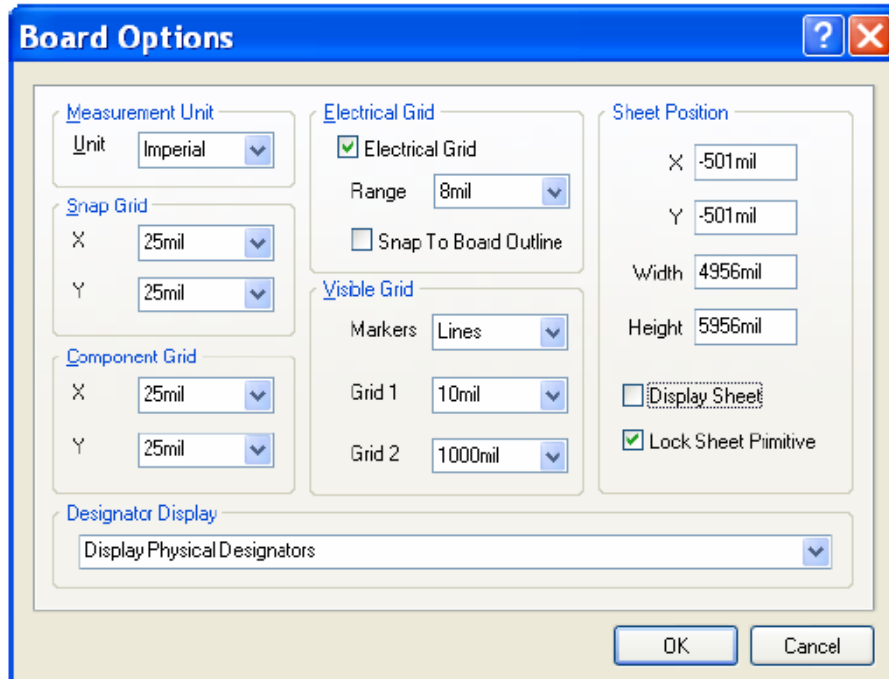 Board Options
?
Measurement Unit
Unit Imperial
Snap Grid
X 25mil
Y 25mil
Component Grid
X 25mil
Y 25mil
Electrical Grid
Electrical Grid
Range 8mil
Snap To Board Outline
Visible Grid
Markers Lines
Grid 1 10mil
Grid 2 1000mil
Sheet Position
X -501mil
Y -501mil
Width 4956mil
Height 5956mil
Display Sheet
Lock Sheet Primitive
Designator Display
Display Physical Designators
OK Cancel